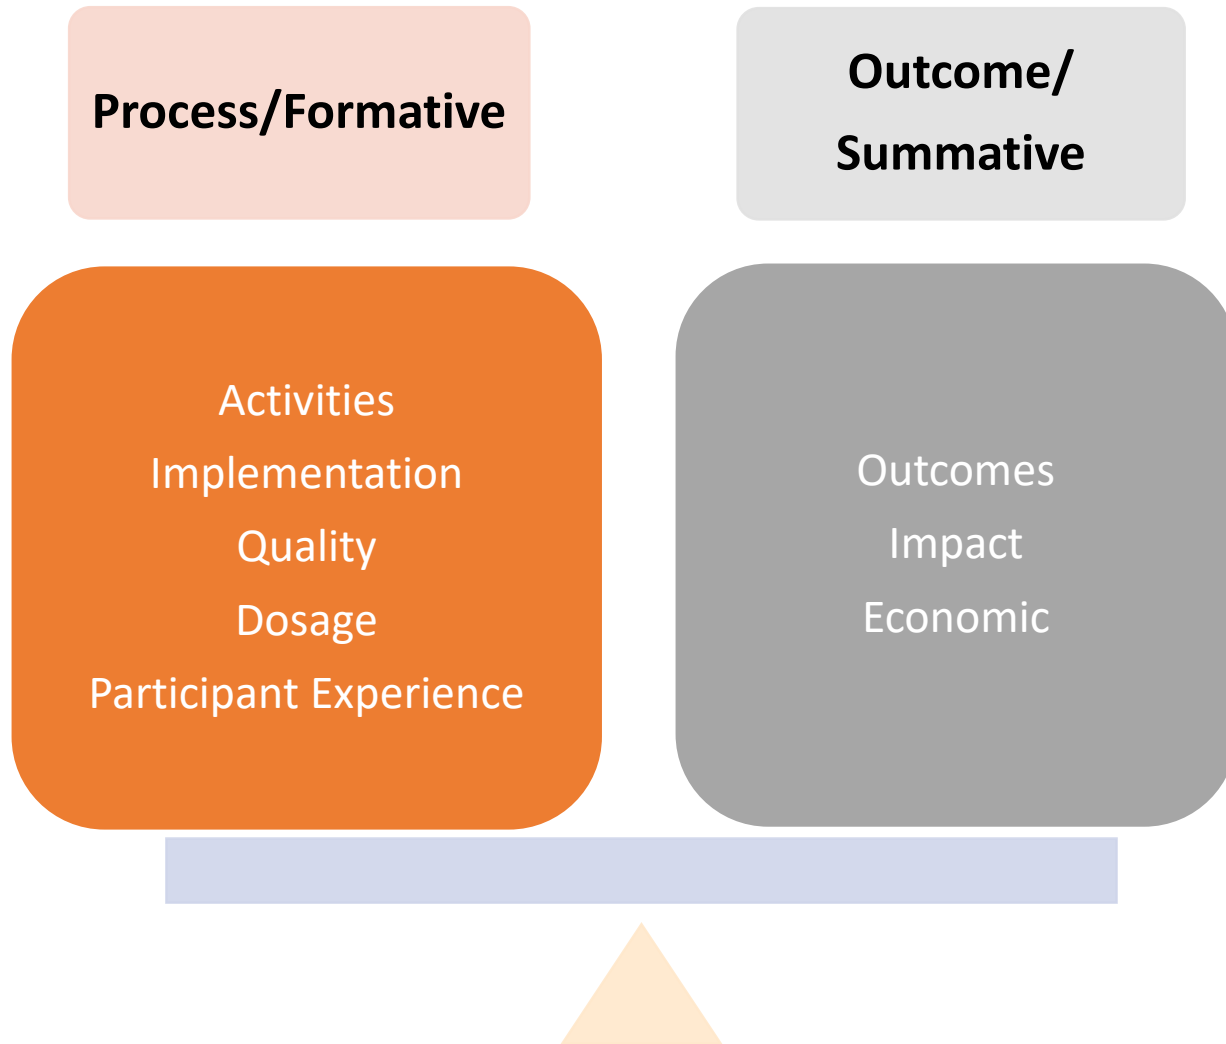 Process/Formative
Outcome/
Summative
Activities
Implementation
Quality
Dosage
Participant Experience
Outcomes
Impact
Economic